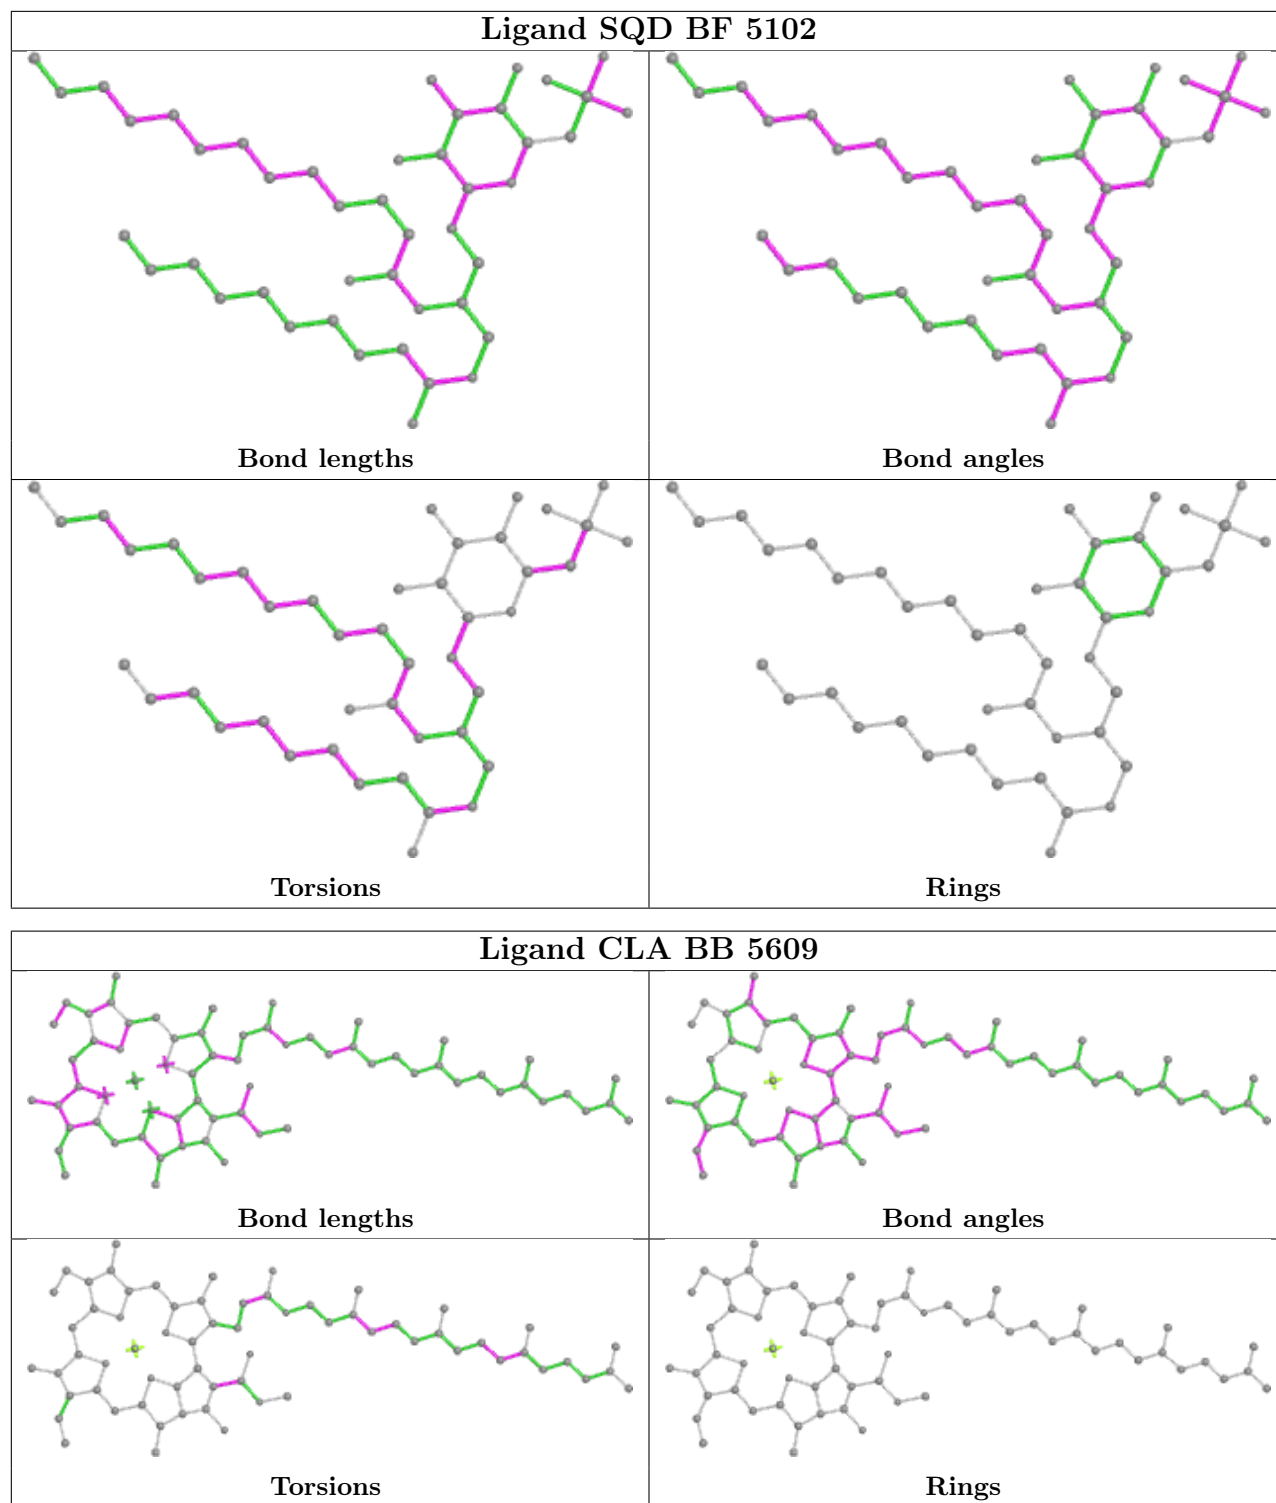 Ligand SQD BF 5102
Bond lengths
Bond angles
Torsions
Rings
Ligand CLA BB 5609
Bond lengths
Bond angles
Torsions
Rings